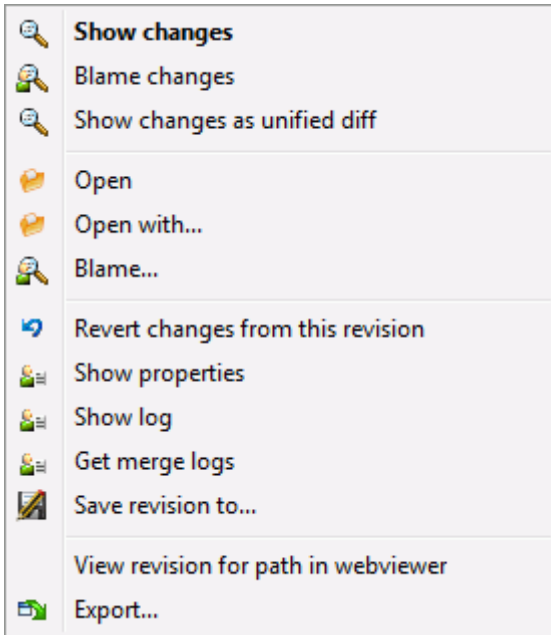 Show changes
Blame changes
Show changes as unified diff
Open
Open with...
Blame...
Revert changes from this revision
Show properties
Show log
Get merge logs
Save revision to...
View revision for path in webviewer
Export...